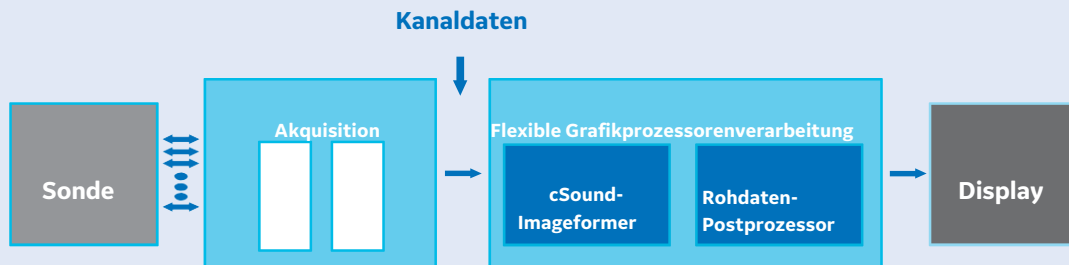 Kanaldaten
Sonde
Akquisition
Flexible Grafikprozessorenverarbeitung
cSound-
Imageformer
Rohdaten-
Postprozessor
Display